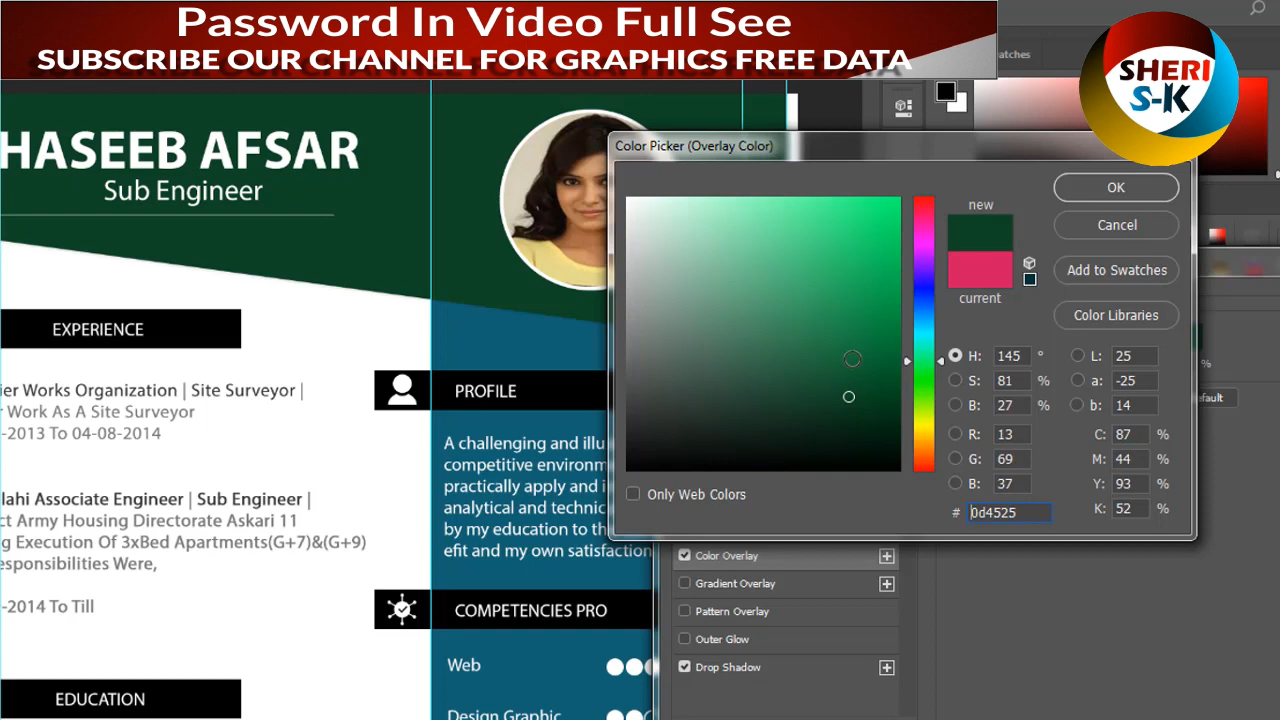 Password In Video Full See
SUBSCRIBE OUR CHANNEL FOR GRAPHICS FREE DATA
SHERI
S-K
HASEEB AFSAR
Sub Engineer
EXPERIENCE
ier Works Organization | Site Surveyor |
r Work As A Site Surveyor
-2013 To 04-08-2014
lahi Associate Engineer | Sub Engineer |
ct Army Housing Directorate Askari 11
g Execution Of 3xBed Apartments(G+7)&(G+9)
esponsibilities Were,
-2014 To Till
EDUCATION
PROFILE
A challenging and illu
competitive environm
practically apply and i
analytical and technic
by my education to th
efit and my own satisfaction
COMPETENCIES PRO
Web
Design Graphic
Color Picker (Overlay Color)
new
current
OK
Cancel
Add to Swatches
Color Libraries
H: 145 °
S: 81 %
B: 27 %
R: 13
G: 69
B: 37
# 0d4525
L: 25
a: -25
b: 14
C: 87 %
M: 44 %
Y: 93 %
K: 52 %
Only Web Colors
Color Overlay
Gradient Overlay
Pattern Overlay
Outer Glow
Drop Shadow
atches
%
efault